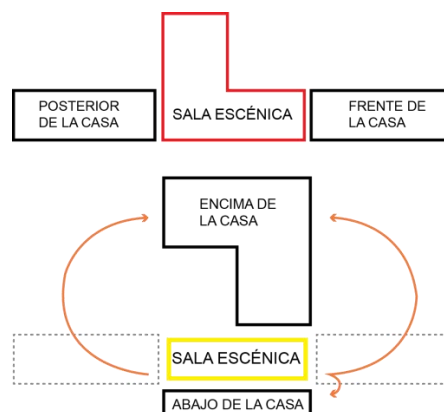 POSTERIOR
DE LA CASA
SALA ESCÉNICA
FRENTE DE
LA CASA
ENCIMA DE
LA CASA
SALA ESCÉNICA
ABAJO DE LA CASA